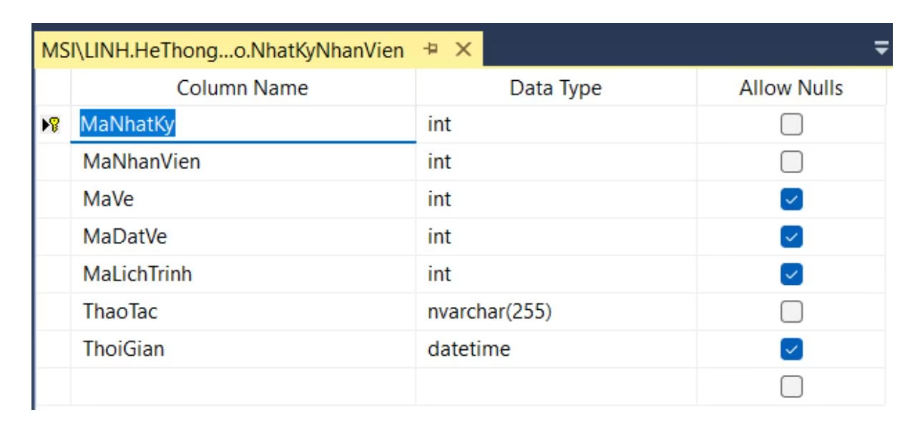 MSI\LINH.HeThong...o.NhatKyNhanVien
Column Name Data Type Allow Nulls
MaNhatKy int
MaNhanVien int
MaVe int
MaDatVe int
MaLichTrinh int
ThaoTac nvarchar(255)
ThoiGian datetime